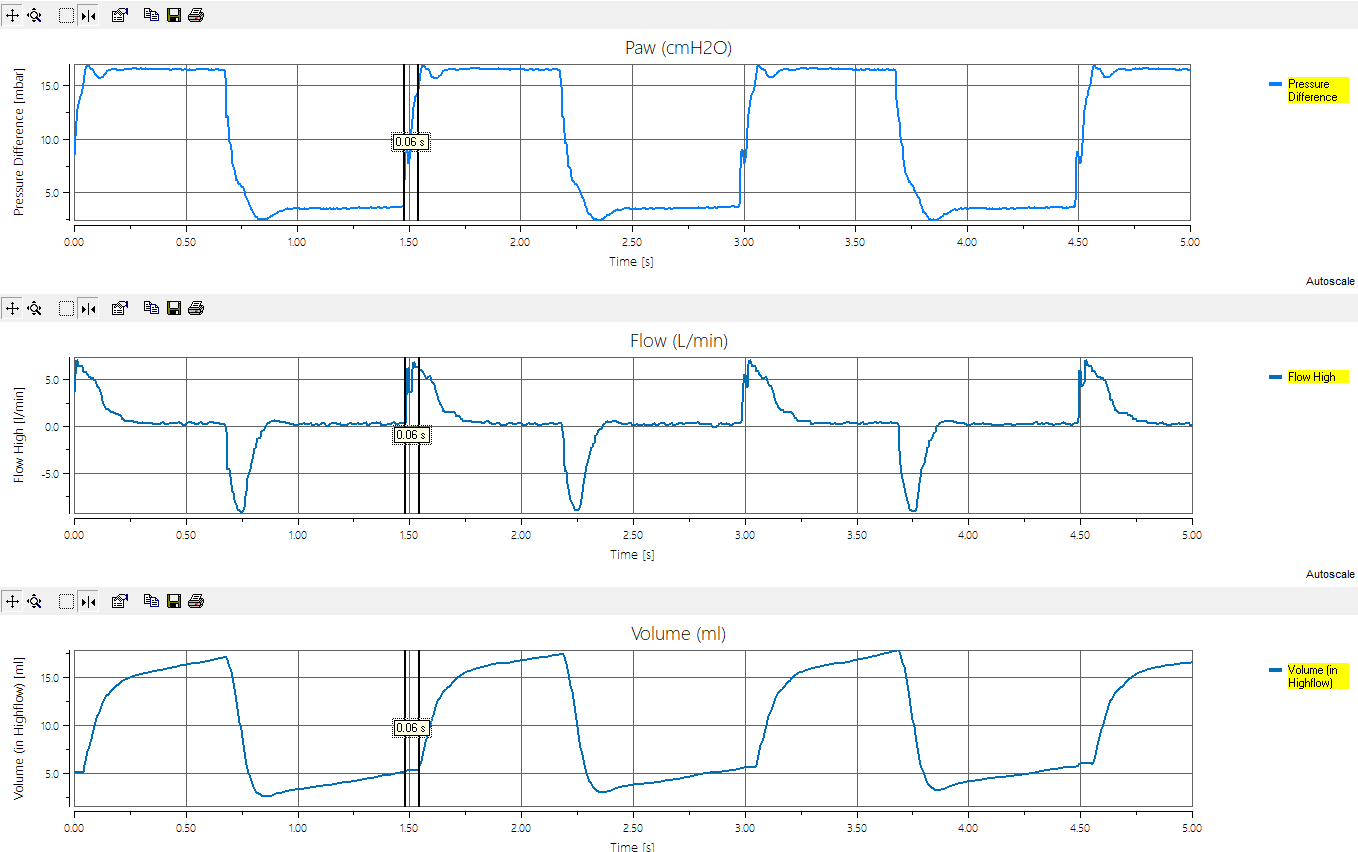 Paw (cmH2O)
Pressure Difference [mbar]
15.0
10.0
5.0
0.06 s
Pressure
Difference
0.00 0.50 1.00 1.50 2.00 2.50 3.00 3.50 4.00 4.50 5.00
Time [s]
Autoscale
Flow (L/min)
Flow High [l/min]
5.0
0.0
-5.0
0.06 s
Flow High
0.00 0.50 1.00 1.50 2.00 2.50 3.00 3.50 4.00 4.50 5.00
Time [s]
Autoscale
Volume (ml)
Volume (in Highflow) [ml]
15.0
10.0
5.0
0.06 s
Volume (in
Highflow)
0.00 0.50 1.00 1.50 2.00 2.50 3.00 3.50 4.00 4.50 5.00
Time [s]